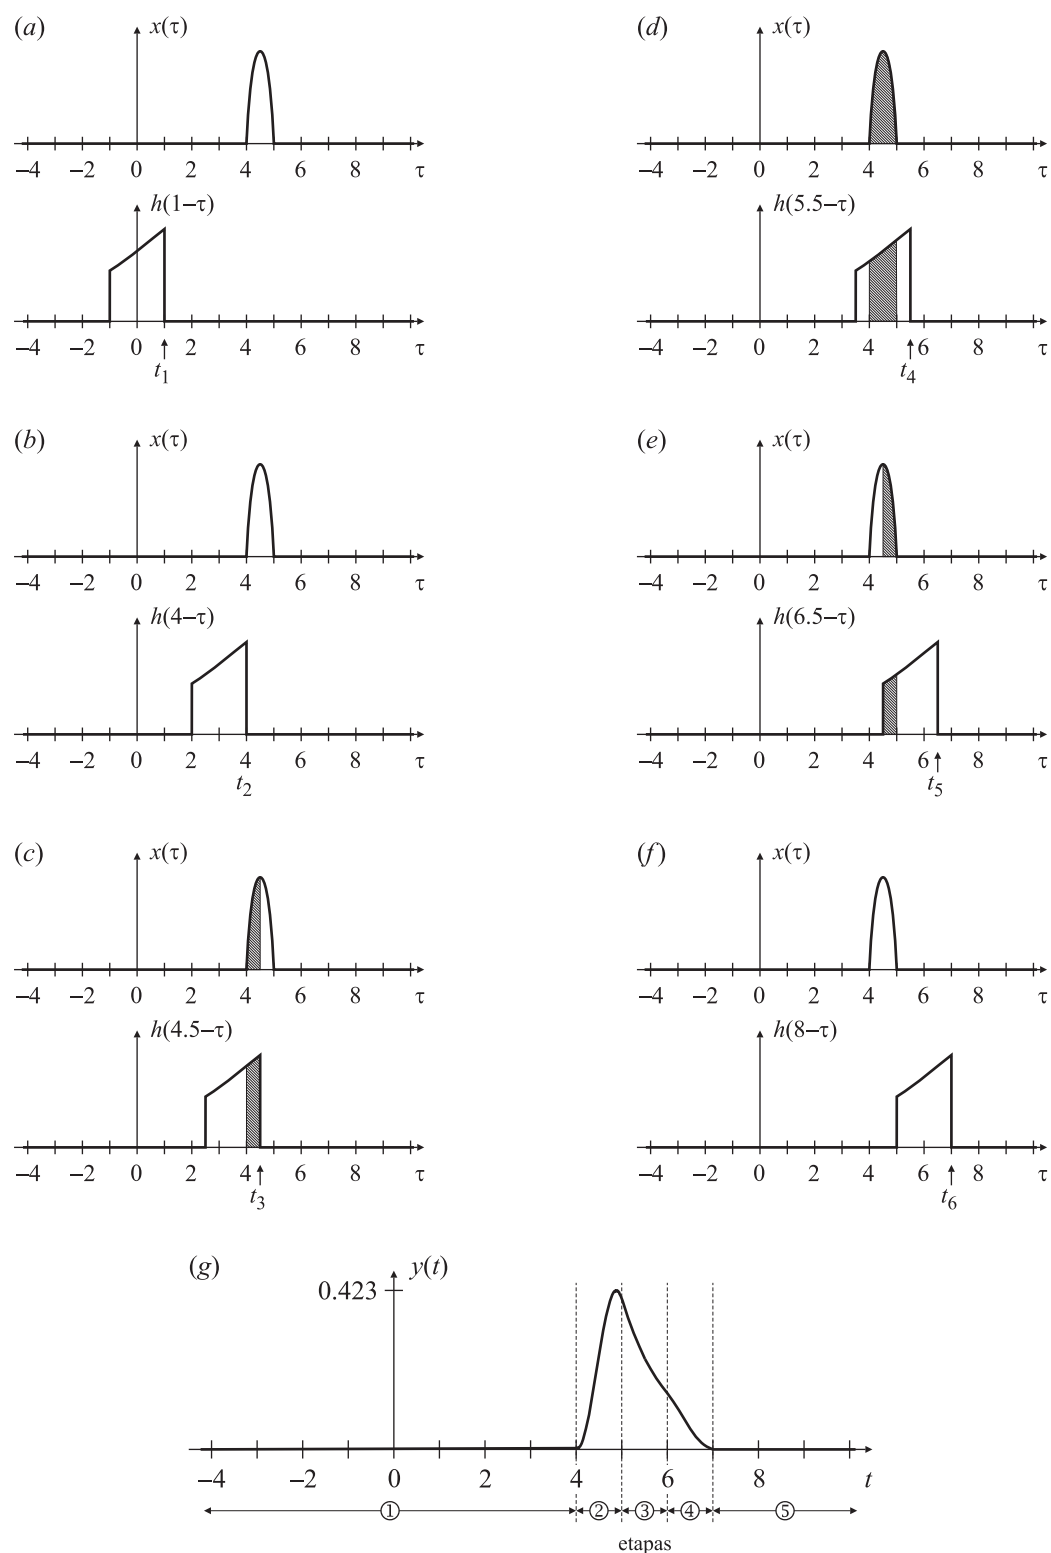 (a)
x(τ)
−4 −2 0 2 4 6 8 τ
h(1−τ)
−4 −2 0 2 4 6 8 τ
t1
(b)
x(τ)
−4 −2 0 2 4 6 8 τ
h(4−τ)
−4 −2 0 2 4 6 8 τ
t2
(c)
x(τ)
−4 −2 0 2 4 6 8 τ
h(4.5−τ)
−4 −2 0 2 4 6 8 τ
t3
(d)
x(τ)
−4 −2 0 2 4 6 8 τ
h(5.5−τ)
−4 −2 0 2 4 6 8 τ
t4
(e)
x(τ)
−4 −2 0 2 4 6 8 τ
h(6.5−τ)
−4 −2 0 2 4 6 8 τ
t5
(f)
x(τ)
−4 −2 0 2 4 6 8 τ
h(8−τ)
−4 −2 0 2 4 6 8 τ
t6
(g)
y(t)
0.423
−4 −2 0 2 4 6 8 t
① ② ③ ④ ⑤
etapas